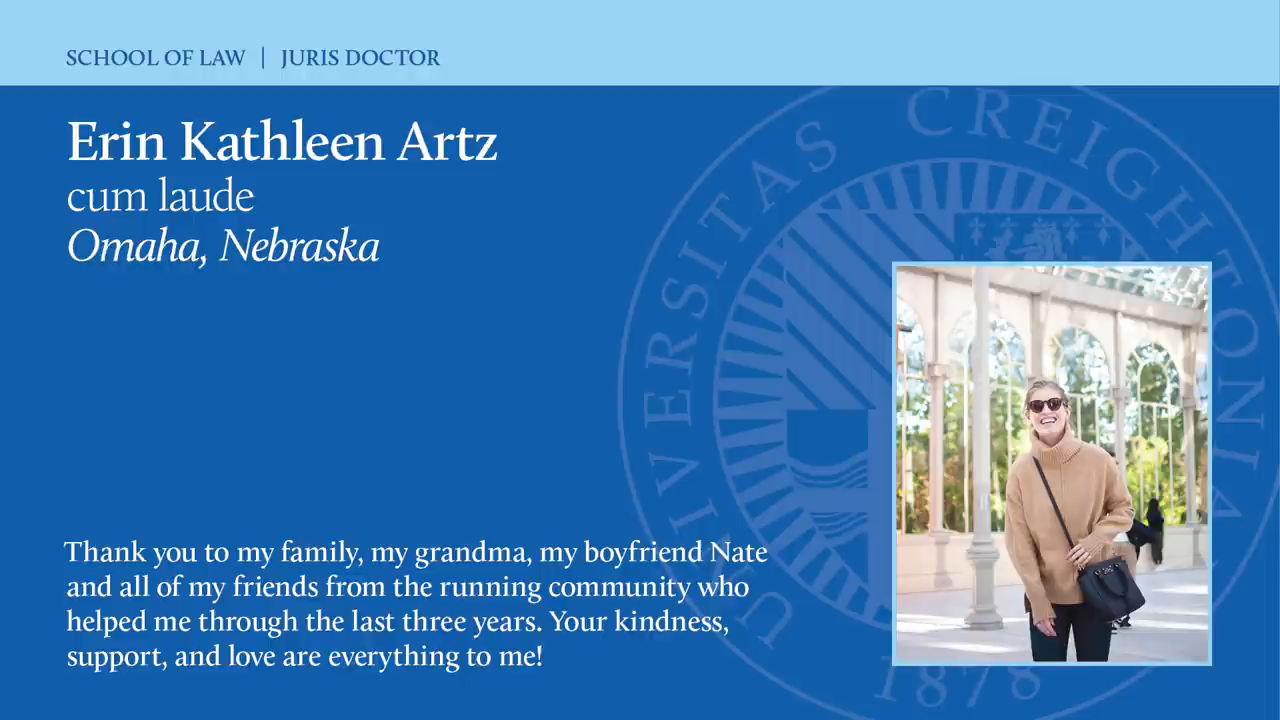 SCHOOL OF LAW | JURIS DOCTOR
Erin Kathleen Artz
cum laude
Omaha, Nebraska
Thank you to my family, my grandma, my boyfriend Nate
and all of my friends from the running community who
helped me through the last three years. Your kindness,
support, and love are everything to me!
UNIVERSITAS CREIGHTONIANA
1878